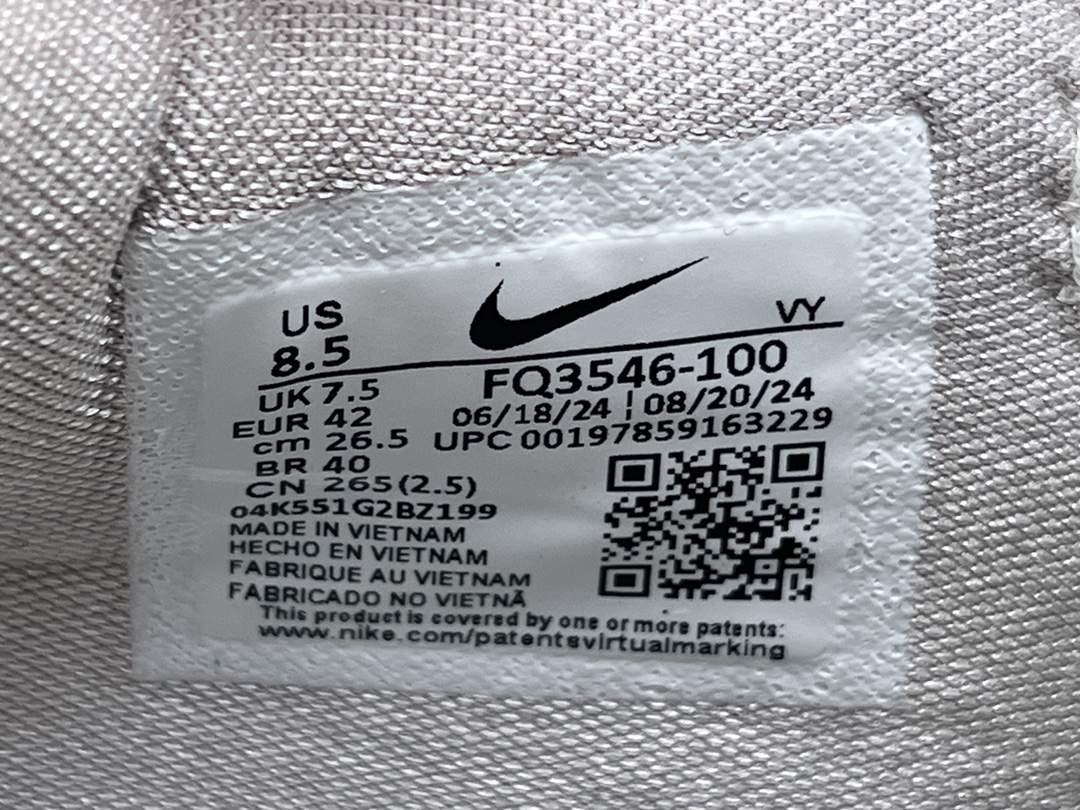 US
8.5
VY
UK 7.5
FQ3546-100
EUR 42
06/18/24 ¦ 08/20/24
cm 26.5
UPC 00197859163229
BR 40
CN 265(2.5)
o4K551G2BZ199
MADE IN VIETNAM
HECHO EN VIETNAM
FABRIQUE AU VIETNAM
FABRICADO NO VIETNÃ
This product is covered by one or more patents:
www.nike.com/patentsvirtualmarking